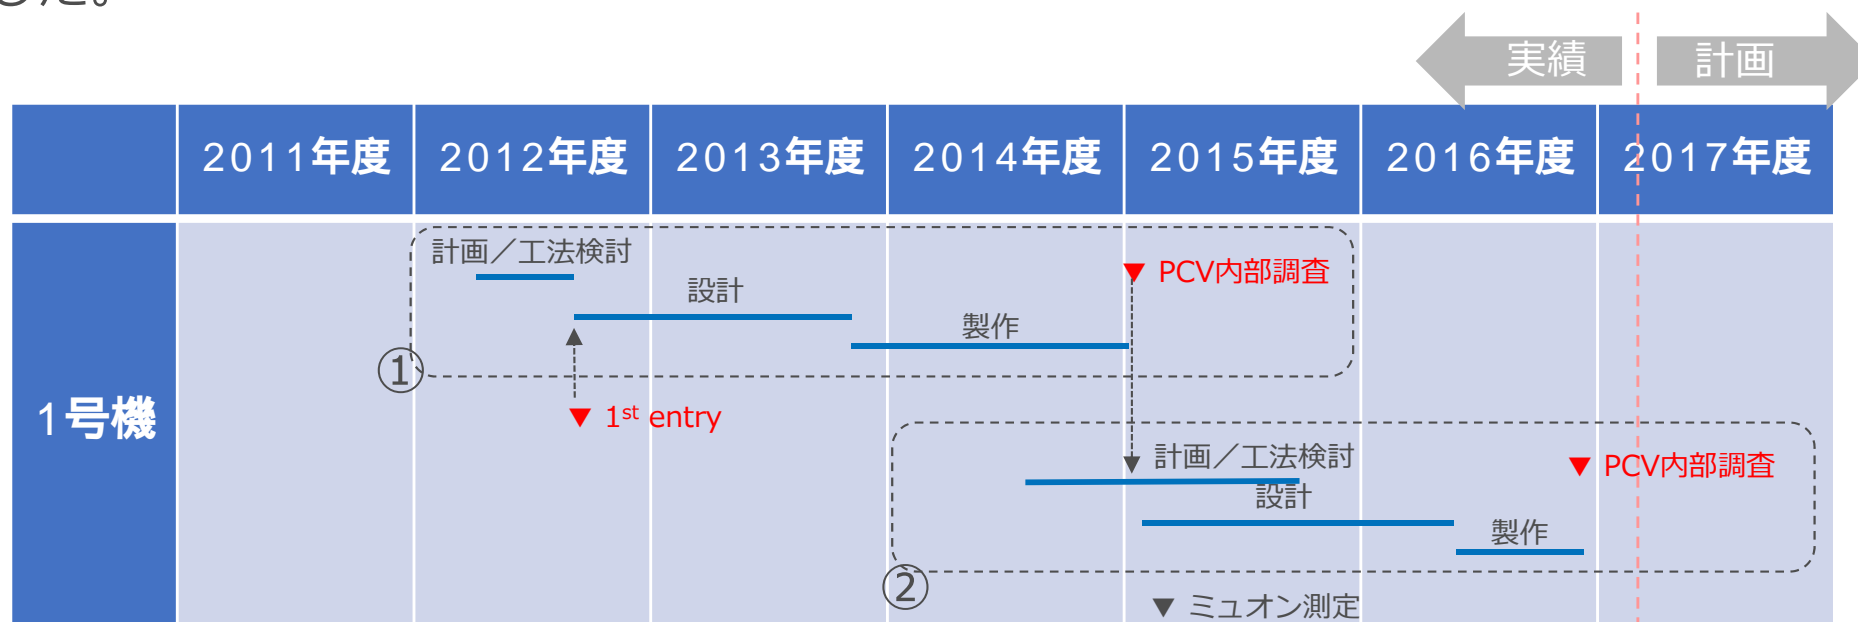 した。
実績 計画
2011年度 2012年度 2013年度 2014年度 2015年度 2016年度 2017年度
1号機
計画／工法検討
▼ PCV内部調査
設計
製作
①
▼ 1st entry
計画／工法検討
▼ PCV内部調査
設計
製作
②
▼ ミュオン測定